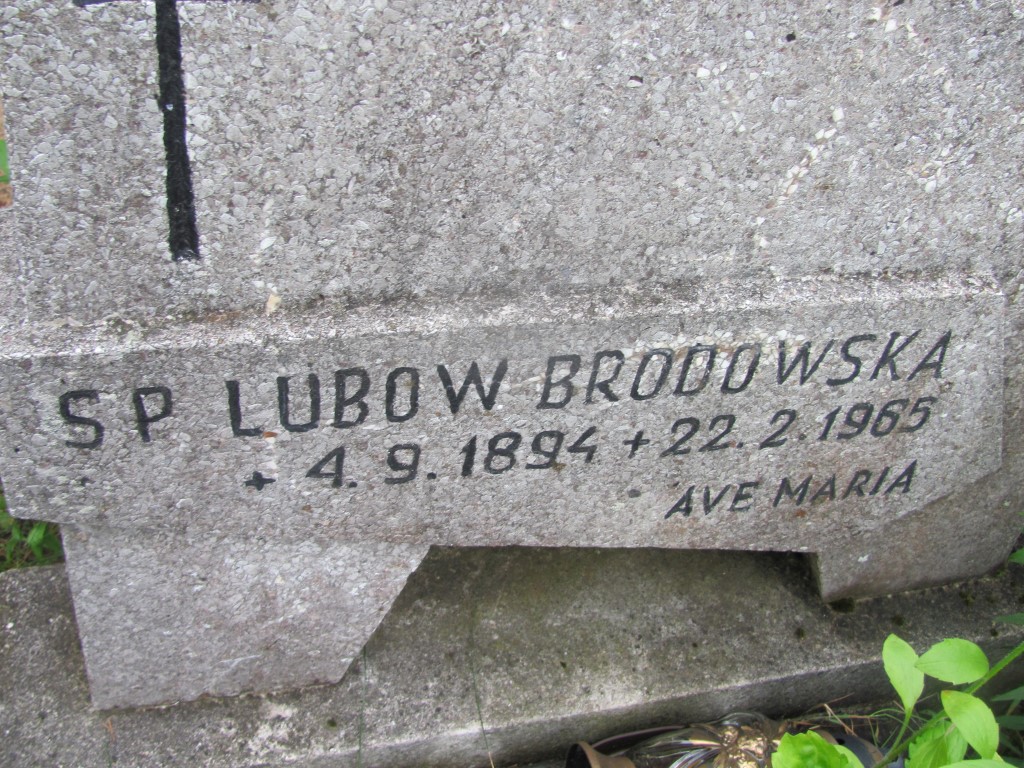 SP LUBOW BRODOWSKA
+ 4. 9. 1894 + 22. 2. 1965
AVE MARIA